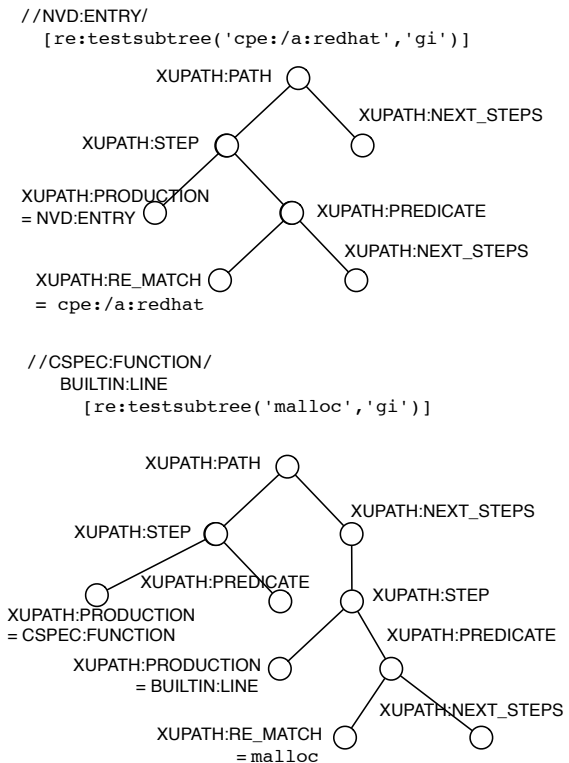 //NVD:ENTRY/
[re:testsubtree('cpe:/a:redhat','gi')]
XUPATH:PATH
XUPATH:NEXT_STEPS
XUPATH:STEP
XUPATH:PRODUCTION
= NVD:ENTRY
XUPATH:PREDICATE
XUPATH:NEXT_STEPS
XUPATH:RE_MATCH
= cpe:/a:redhat
//CSPEC:FUNCTION/
BUILTIN:LINE
[re:testsubtree('malloc','gi')]
XUPATH:PATH
XUPATH:NEXT_STEPS
XUPATH:STEP
XUPATH:PREDICATE
XUPATH:STEP
XUPATH:PRODUCTION
= CSPEC:FUNCTION
XUPATH:PREDICATE
XUPATH:PRODUCTION
= BUILTIN:LINE
XUPATH:NEXT_STEPS
XUPATH:RE_MATCH
= malloc